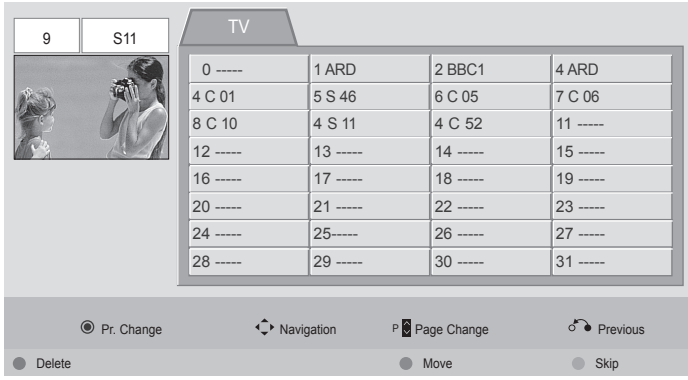 9 S11
TV
0 ----- 1 ARD 2 BBC1 4 ARD
4 C 01 5 S 46 6 C 05 7 C 06
8 C 10 4 S 11 4 C 52 11 -----
12 ----- 13 ----- 14 ----- 15 -----
16 ----- 17 ----- 18 ----- 19 -----
20 ----- 21 ----- 22 ----- 23 -----
24 ----- 25----- 26 ----- 27 -----
28 ----- 29 ----- 30 ----- 31 -----
Pr. Change Navigation P Page Change Previous
Delete Move Skip